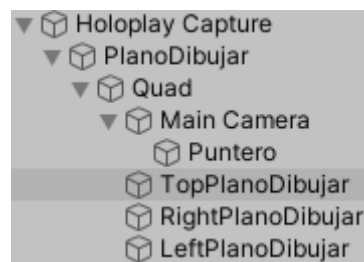 Holoplay Capture
PlanoDibujar
Quad
Main Camera
Puntero
TopPlanoDibujar
RightPlanoDibujar
LeftPlanoDibujar